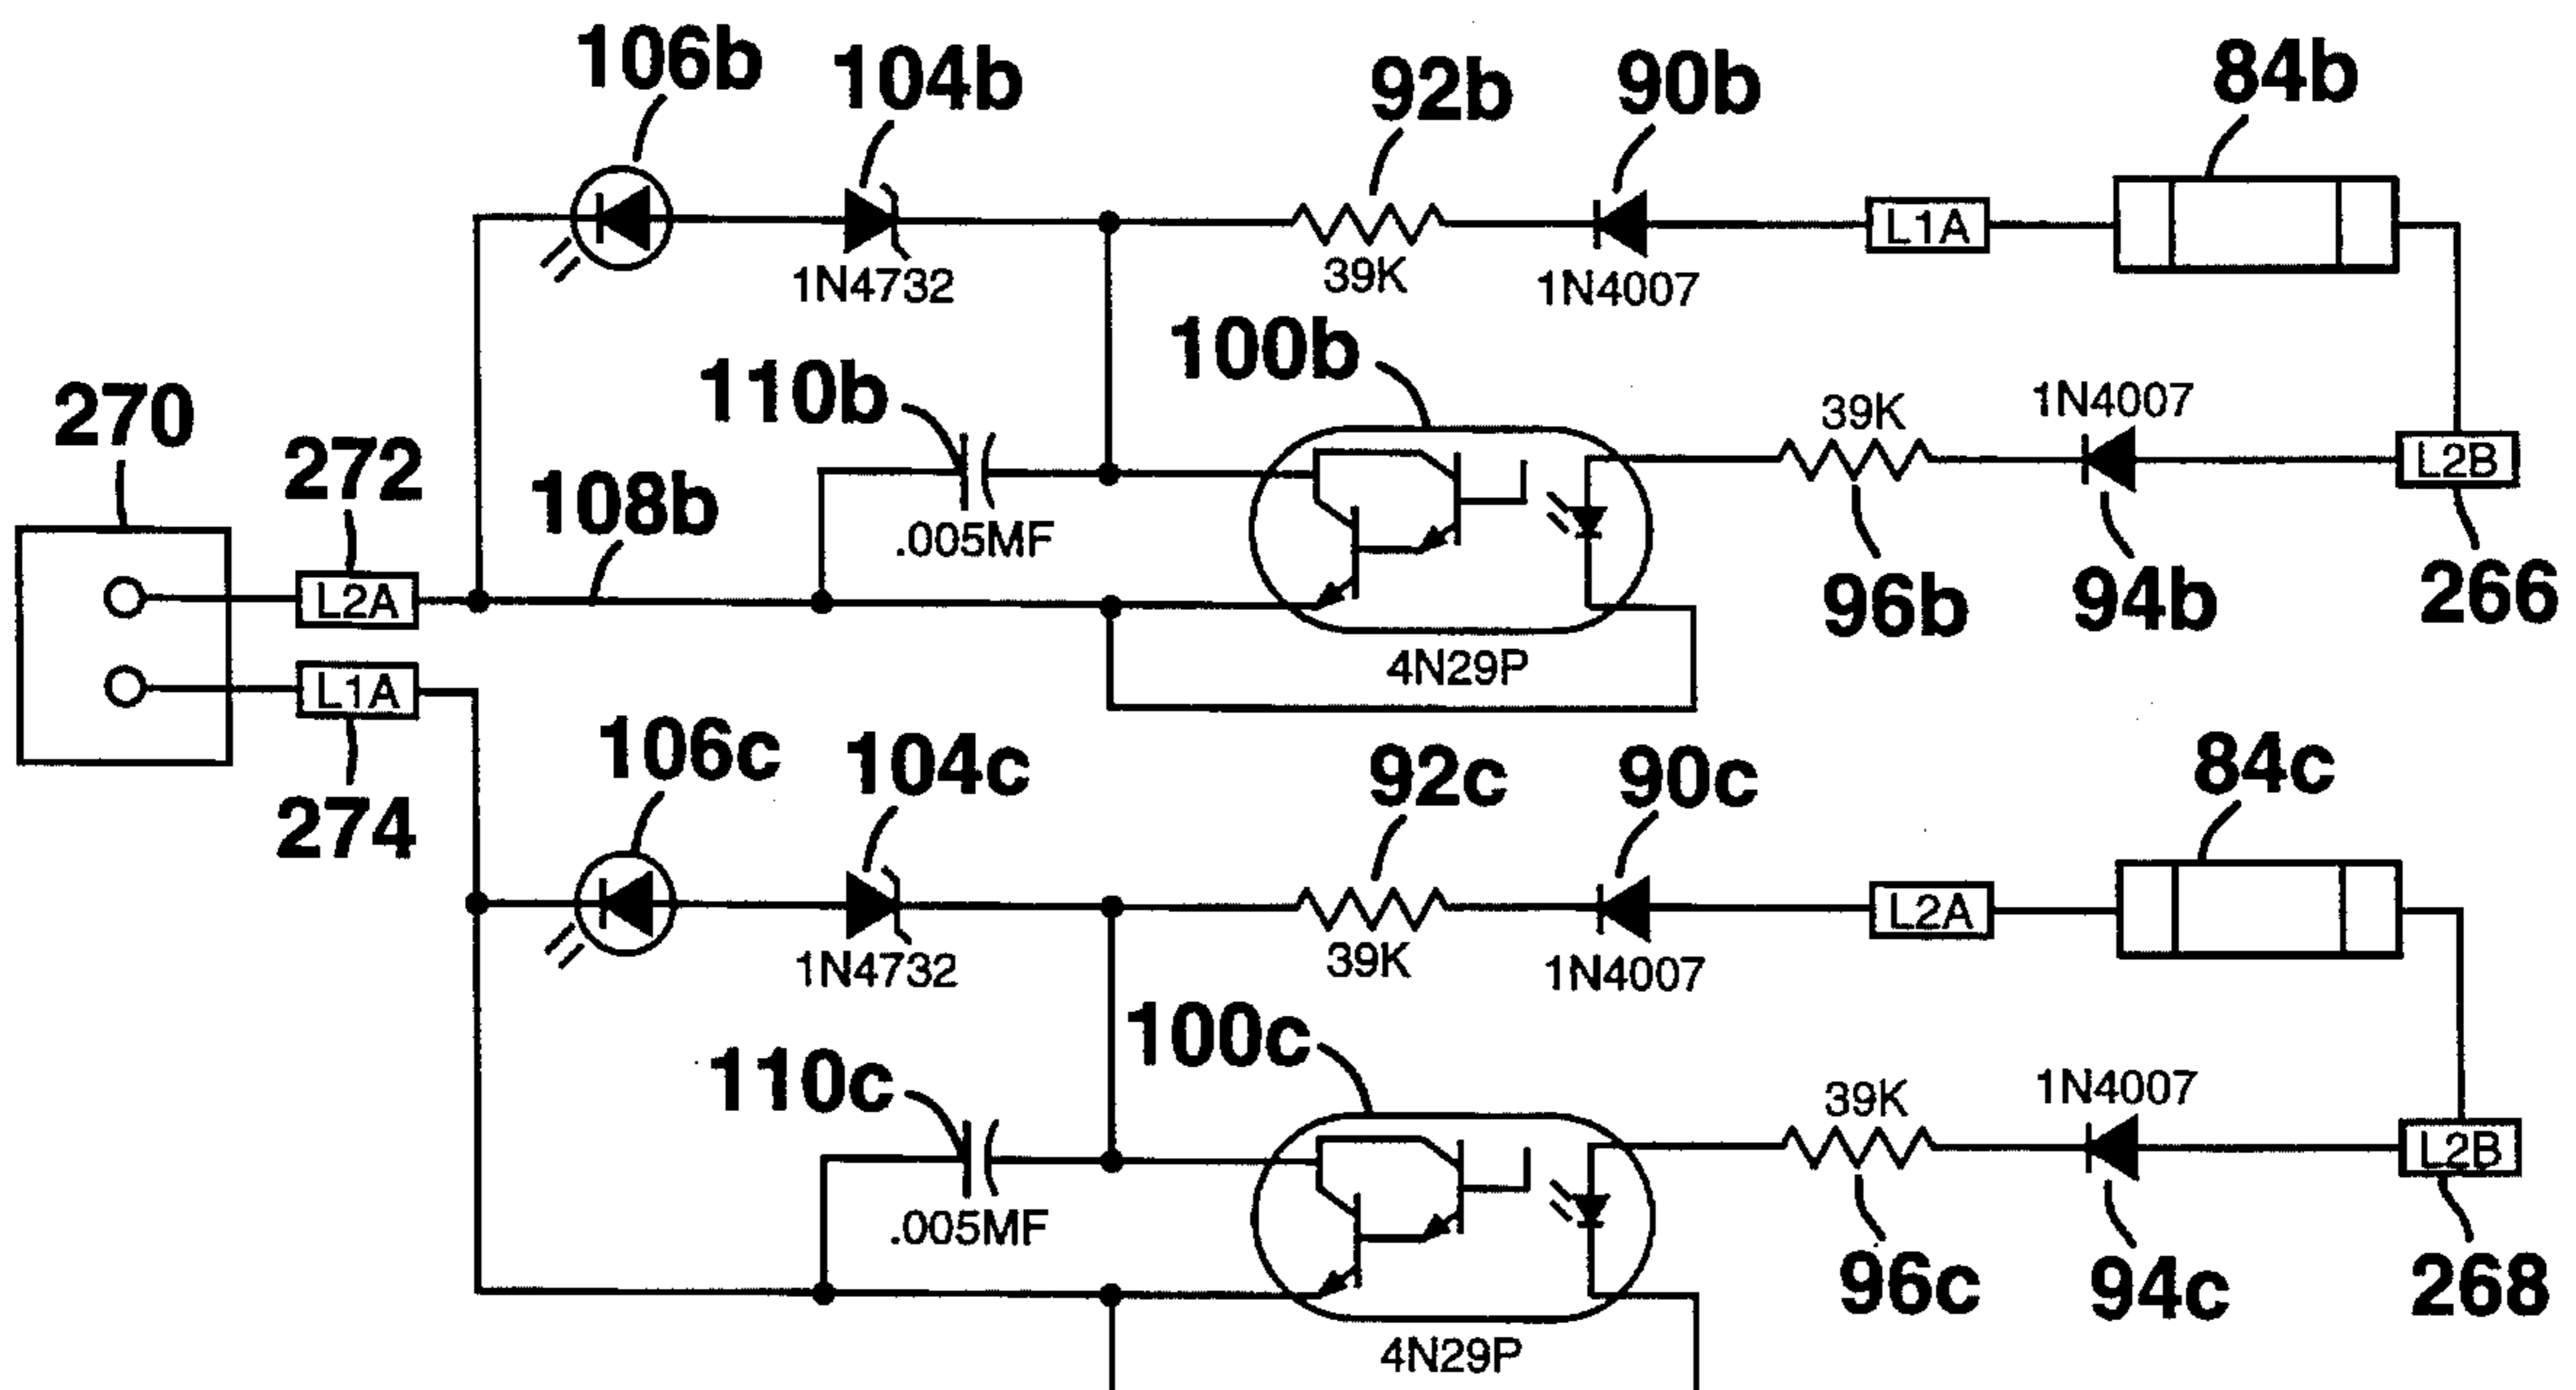 106b
104b
92b
90b
84b
L1A
1N4732
39K
1N4007
100b
110b
270
272
108b
39K
1N4007
L2B
.005MF
L2A
96b
94b
266
4N29P
L1A
274
106c
104c
92c
90c
84c
L2A
1N4732
39K
1N4007
100c
110c
39K
1N4007
L2B
.005MF
96c
94c
268
4N29P